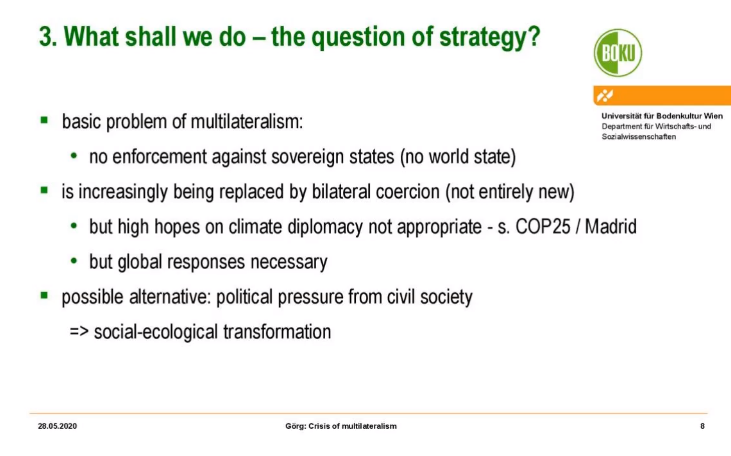 3. What shall we do – the question of strategy?
BOKU
Universität für Bodenkultur Wien
Department für Wirtschafts- und
Sozialwissenschaften
▪ basic problem of multilateralism:
• no enforcement against sovereign states (no world state)
▪ is increasingly being replaced by bilateral coercion (not entirely new)
• but high hopes on climate diplomacy not appropriate - s. COP25 / Madrid
• but global responses necessary
▪ possible alternative: political pressure from civil society
=> social-ecological transformation
28.05.2020
Görg: Crisis of multilateralism
8